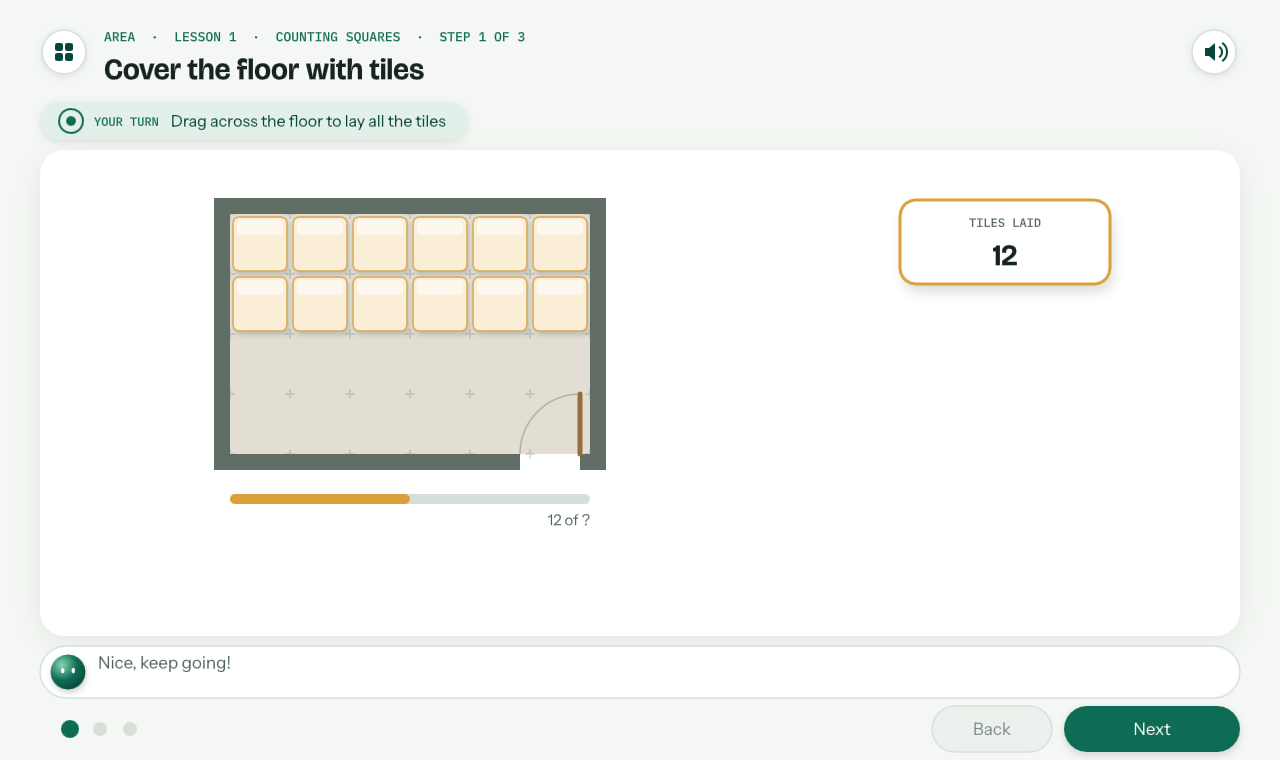 AREA · LESSON 1 · COUNTING SQUARES · STEP 1 OF 3
Cover the floor with tiles
YOUR TURN Drag across the floor to lay all the tiles
TILES LAID
12
12 of ?
Nice, keep going!
Back
Next